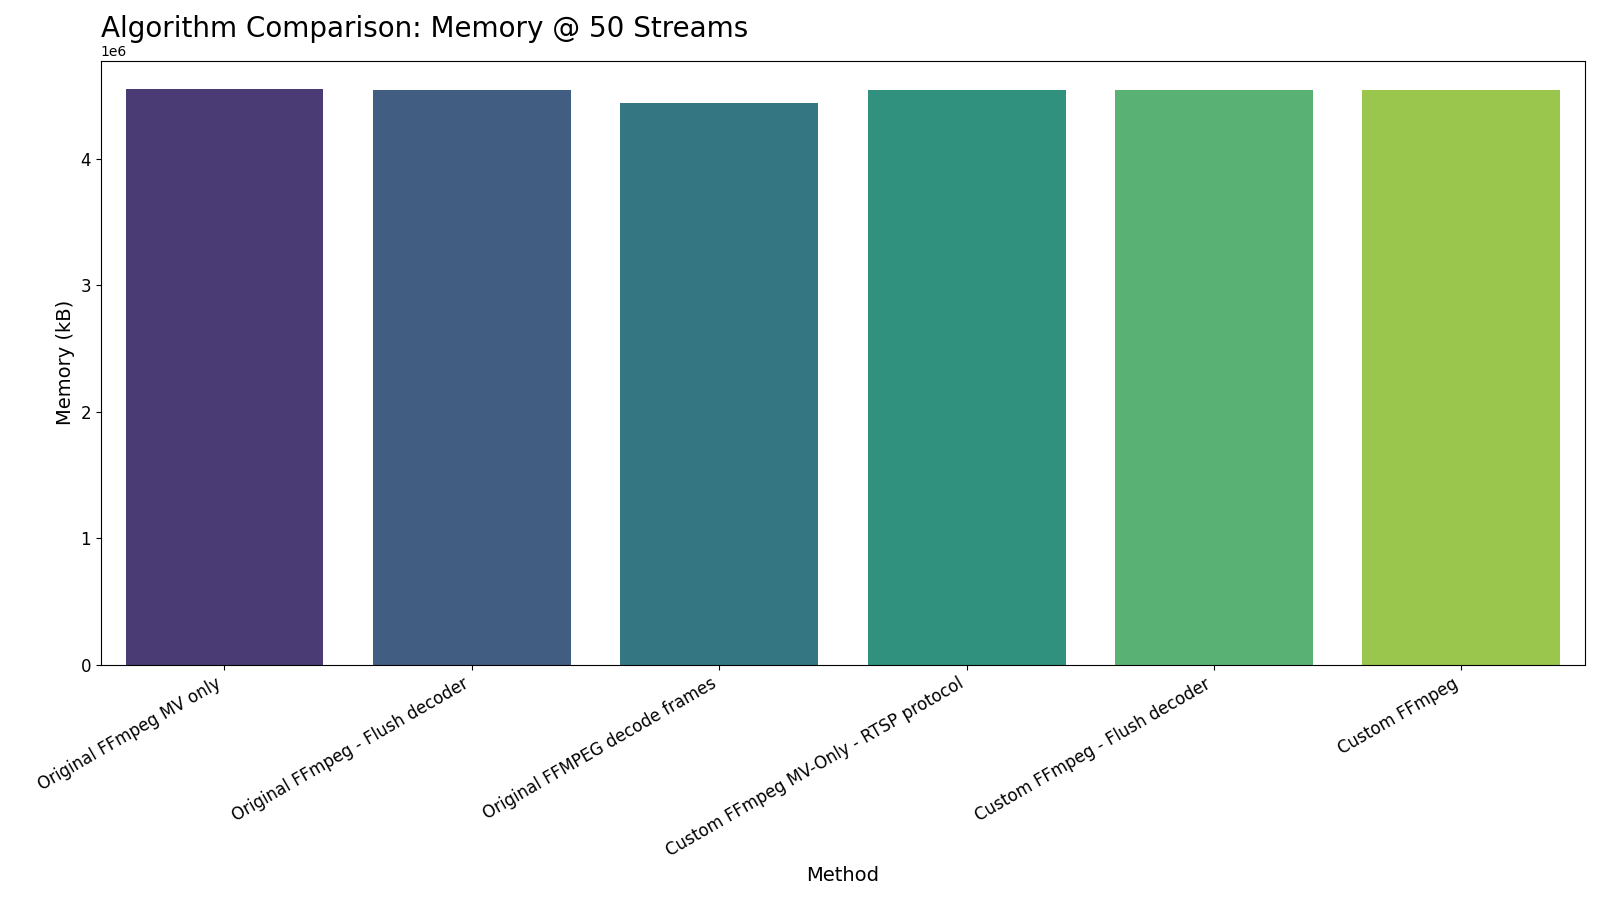 Algorithm Comparison: Memory @ 50 Streams
1e6
Memory (kB)
4
3
2
1
0
Original FFmpeg MV only
Original FFmpeg - Flush decoder
Original FFMPEG decode frames
Custom FFmpeg MV-Only - RTSP protocol
Custom FFmpeg - Flush decoder
Custom FFmpeg
Method